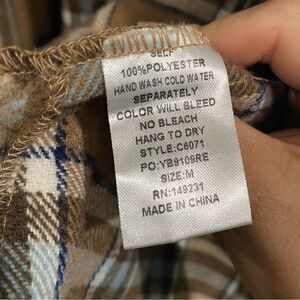 SELF
100%POLYESTER
HAND WASH COLD WATER
SEPARATELY
COLOR WILL BLEED
NO BLEACH
HANG TO DRY
STYLE:C6071
PO:YB9109RE
SIZE:M
RN:149231
MADE IN CHINA